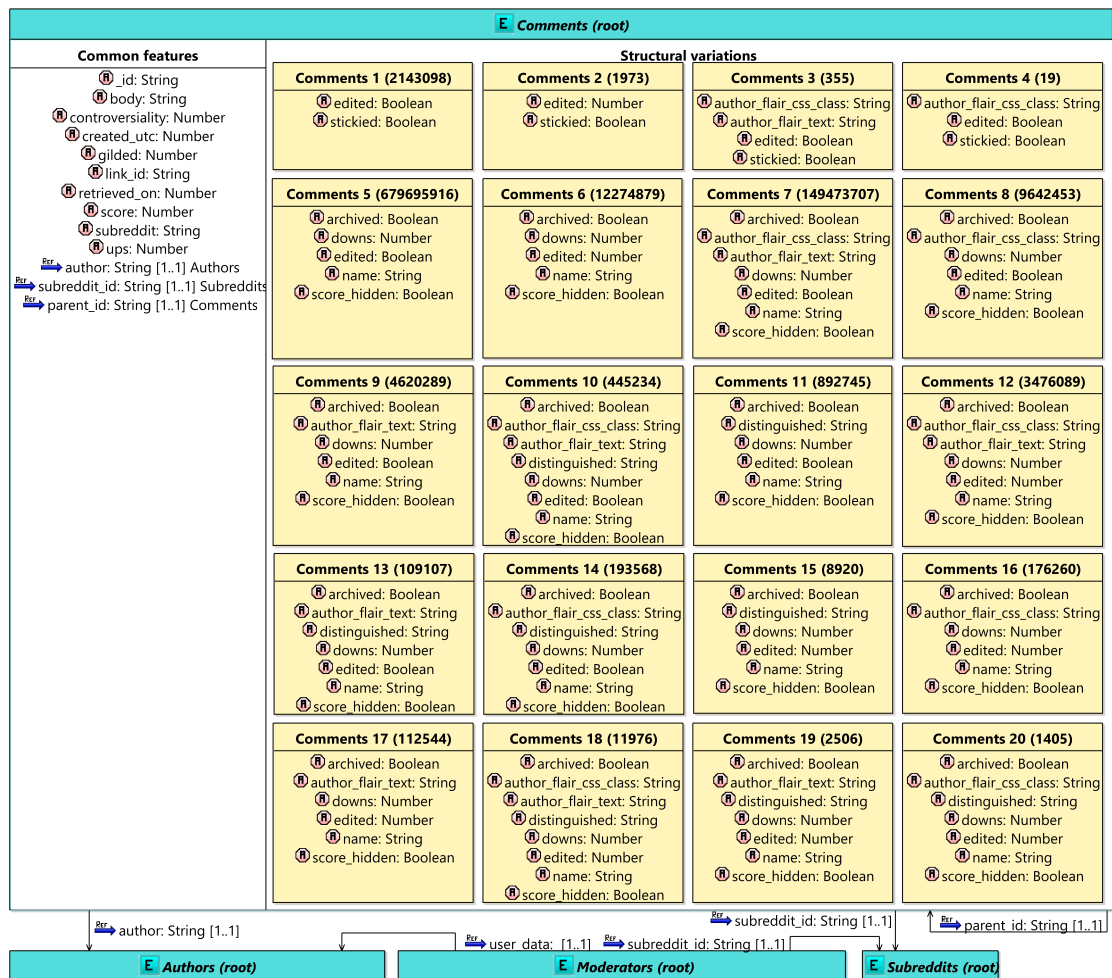 E Comments (root)
Common features
A _id: String
A body: String
A controversiality: Number
A created_utc: Number
A gilded: Number
A link_id: String
A retrieved_on: Number
A score: Number
A subreddit: String
A ups: Number
REF author: String [1..1] Authors
REF subreddit_id: String [1..1] Subreddits
REF parent_id: String [1..1] Comments
Structural variations
Comments 1 (2143098)
A edited: Boolean
A stickied: Boolean
Comments 2 (1973)
A edited: Number
A stickied: Boolean
Comments 3 (355)
A author_flair_css_class: String
A author_flair_text: String
A edited: Boolean
A stickied: Boolean
Comments 4 (19)
A author_flair_css_class: String
A edited: Boolean
A stickied: Boolean
Comments 5 (679695916)
A archived: Boolean
A downs: Number
A edited: Boolean
A name: String
A score_hidden: Boolean
Comments 6 (12274879)
A archived: Boolean
A downs: Number
A edited: Number
A name: String
A score_hidden: Boolean
Comments 7 (149473707)
A archived: Boolean
A author_flair_css_class: String
A author_flair_text: String
A downs: Number
A edited: Boolean
A name: String
A score_hidden: Boolean
Comments 8 (9642453)
A archived: Boolean
A author_flair_css_class: String
A downs: Number
A edited: Boolean
A name: String
A score_hidden: Boolean
Comments 9 (4620289)
A archived: Boolean
A author_flair_text: String
A downs: Number
A edited: Boolean
A name: String
A score_hidden: Boolean
Comments 10 (445234)
A archived: Boolean
A author_flair_css_class: String
A author_flair_text: String
A distinguished: String
A downs: Number
A edited: Boolean
A name: String
A score_hidden: Boolean
Comments 11 (892745)
A archived: Boolean
A distinguished: String
A downs: Number
A edited: Boolean
A name: String
A score_hidden: Boolean
Comments 12 (3476089)
A archived: Boolean
A author_flair_css_class: String
A author_flair_text: String
A downs: Number
A edited: Number
A name: String
A score_hidden: Boolean
Comments 13 (109107)
A archived: Boolean
A author_flair_text: String
A distinguished: String
A downs: Number
A edited: Boolean
A name: String
A score_hidden: Boolean
Comments 14 (193568)
A archived: Boolean
A author_flair_css_class: String
A distinguished: String
A downs: Number
A edited: Boolean
A name: String
A score_hidden: Boolean
Comments 15 (8920)
A archived: Boolean
A distinguished: String
A downs: Number
A edited: Number
A name: String
A score_hidden: Boolean
Comments 16 (176260)
A archived: Boolean
A author_flair_css_class: String
A downs: Number
A edited: Number
A name: String
A score_hidden: Boolean
Comments 17 (112544)
A archived: Boolean
A author_flair_text: String
A downs: Number
A edited: Number
A name: String
A score_hidden: Boolean
Comments 18 (11976)
A archived: Boolean
A author_flair_css_class: String
A author_flair_text: String
A distinguished: String
A downs: Number
A edited: Number
A name: String
A score_hidden: Boolean
Comments 19 (2506)
A archived: Boolean
A author_flair_text: String
A distinguished: String
A downs: Number
A edited: Number
A name: String
A score_hidden: Boolean
Comments 20 (1405)
A archived: Boolean
A author_flair_css_class: String
A distinguished: String
A downs: Number
A edited: Number
A name: String
A score_hidden: Boolean
REF author: String [1..1]
REF subreddit_id: String [1..1]
REF parent_id: String [1..1]
REF user_data: [1..1]
REF subreddit_id: String [1..1]
E Authors (root)
E Moderators (root)
E Subreddits (root)